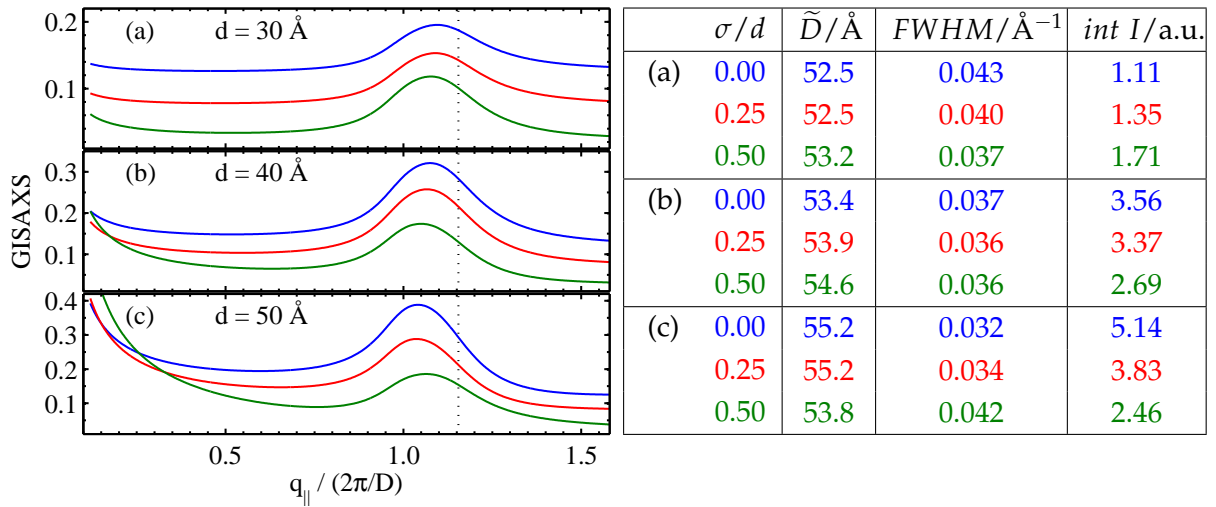 (a) d = 30 Å
0.2
0.1
(b) d = 40 Å
0.3
0.2
0.1
(c) d = 50 Å
0.4
0.3
0.2
0.1
GISAXS
0.5 1.0 1.5
q|| / (2π/D)
σ/d D̃/Å FWHM/Å⁻¹ int I/a.u.
(a) 0.00 52.5 0.043 1.11
0.25 52.5 0.040 1.35
0.50 53.2 0.037 1.71
(b) 0.00 53.4 0.037 3.56
0.25 53.9 0.036 3.37
0.50 54.6 0.036 2.69
(c) 0.00 55.2 0.032 5.14
0.25 55.2 0.034 3.83
0.50 53.8 0.042 2.46